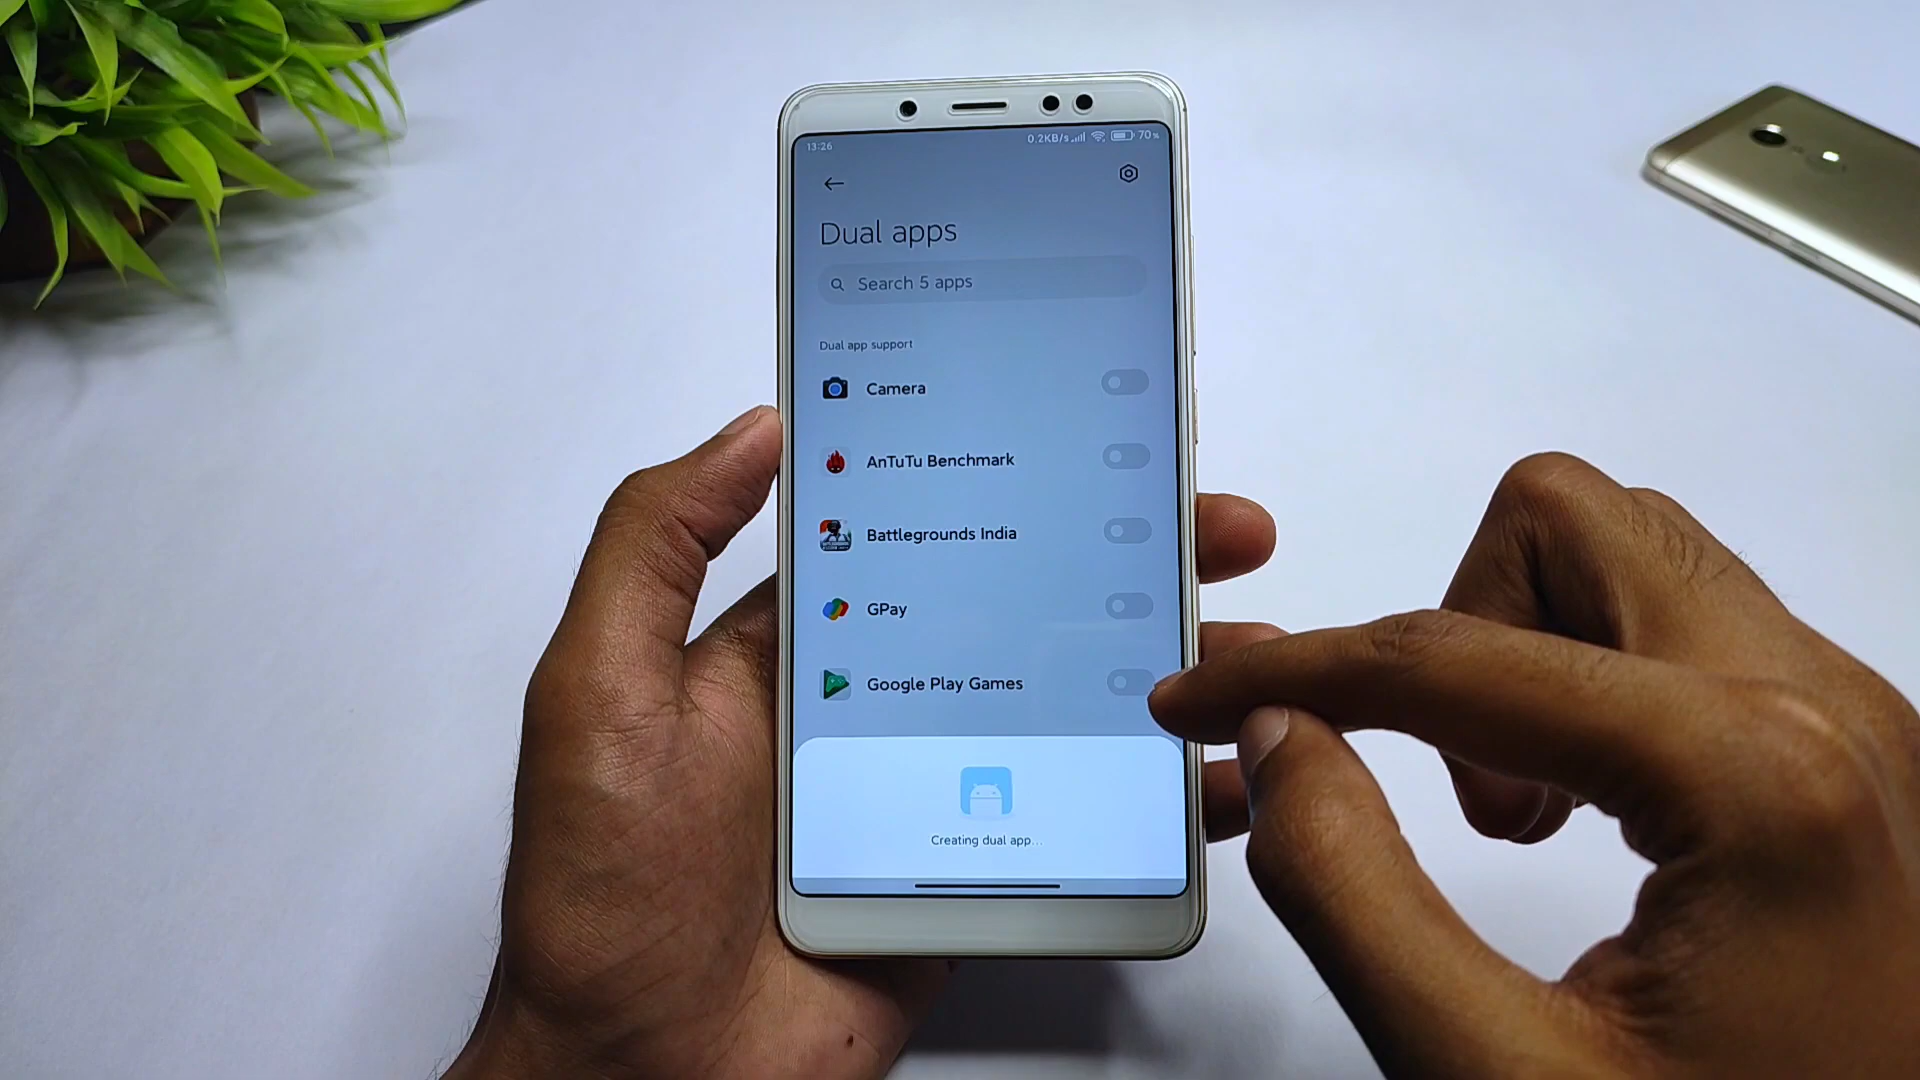 13:26
0.2KB/s
70%
Dual apps
Search 5 apps
Dual app support
Camera
AnTuTu Benchmark
Battlegrounds India
GPay
Google Play Games
Creating dual app...